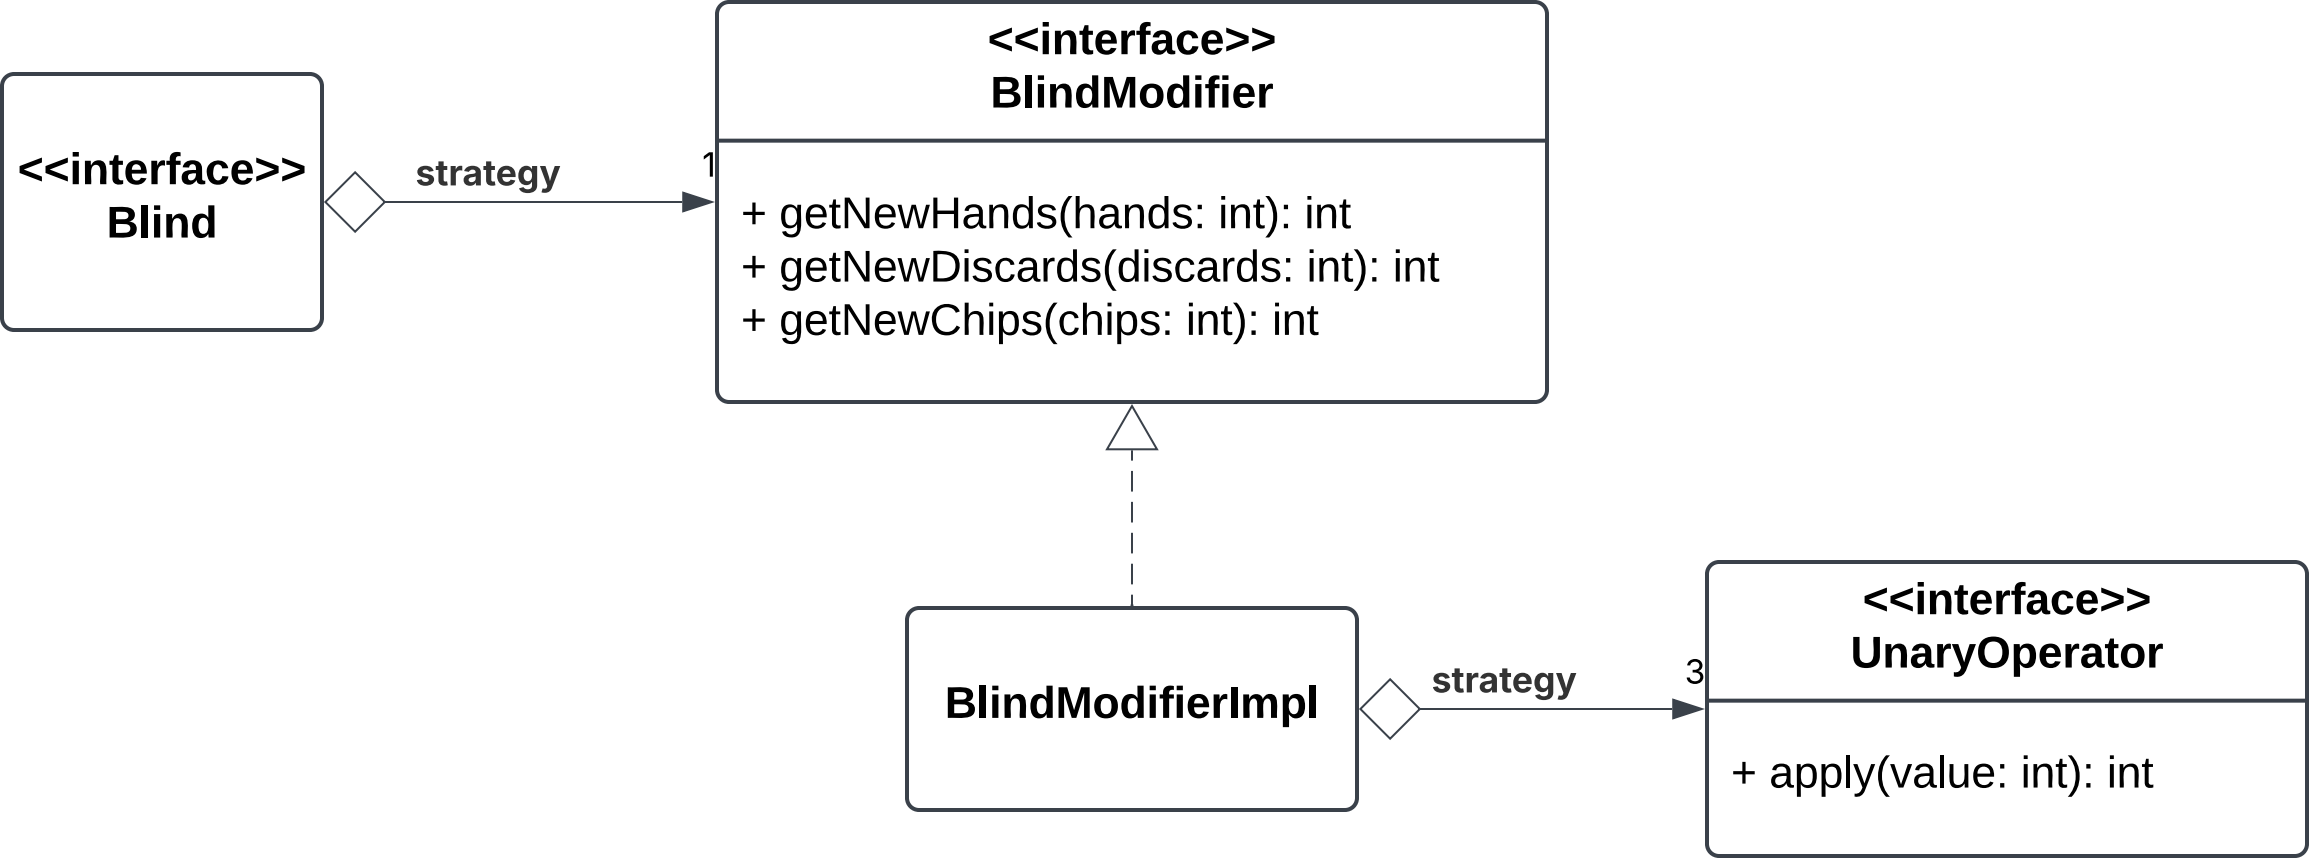 <<interface>>
Blind
strategy
1
<<interface>>
BlindModifier
+ getNewHands(hands: int): int
+ getNewDiscards(discards: int): int
+ getNewChips(chips: int): int
BlindModifierImpl
strategy
3
<<interface>>
UnaryOperator
+ apply(value: int): int